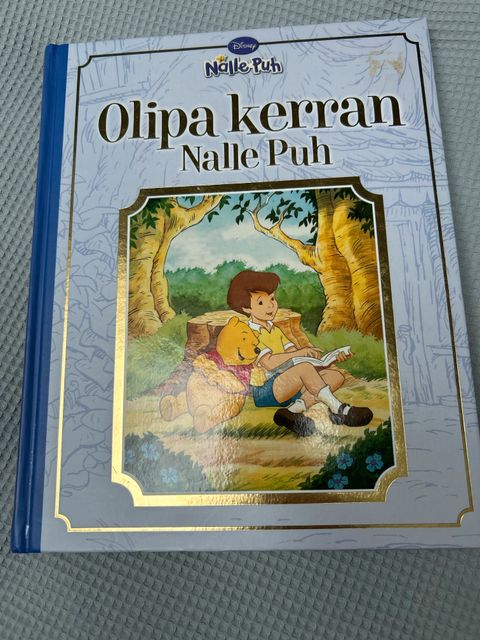 Disney
Nalle Puh
Olipa kerran
Nalle Puh